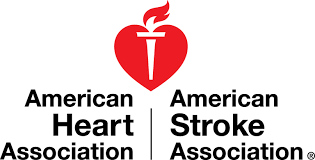 American
Heart
Association
American
Stroke
Association®